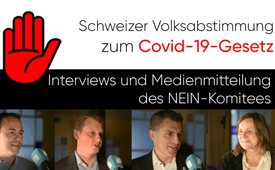 Schweizer Volksabstimmung
zum Covid-19-Gesetz
Interviews und Medienmitteilung
des NEIN-Komitees